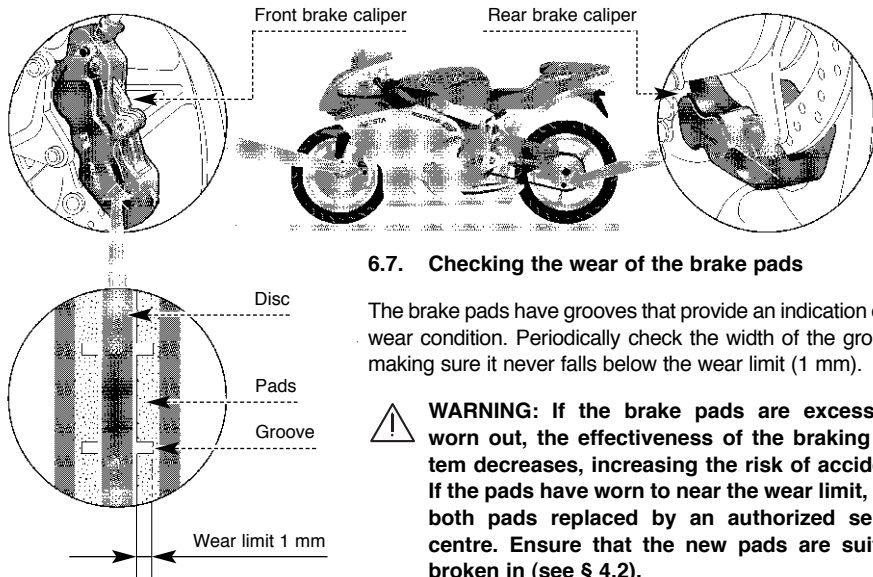 Front brake caliper
Rear brake caliper
6.7. Checking the wear of the brake pads
Disc
Pads
Groove
Wear limit 1 mm
The brake pads have grooves that provide an indication
wear condition. Periodically check the width of the
making sure it never falls below the wear limit (1 mm).
WARNING: If the brake pads are
worn out, the effectiveness of the braking
tem decreases, increasing the risk of
If the pads have worn to near the wear limit,
both pads replaced by an authorized
centre. Ensure that the new pads are
broken in (see § 4.2).